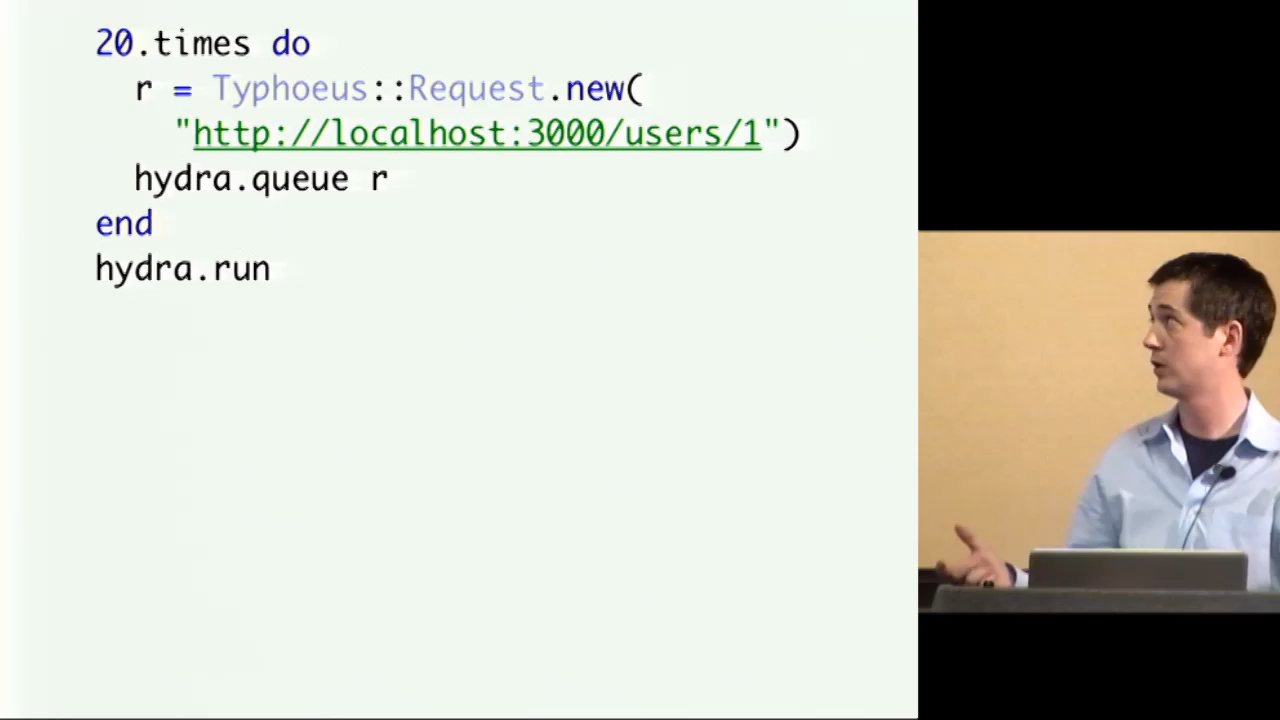 20.times do
r = Typhoeus::Request.new(
"http://localhost:3000/users/1")
hydra.queue r
end
hydra.run